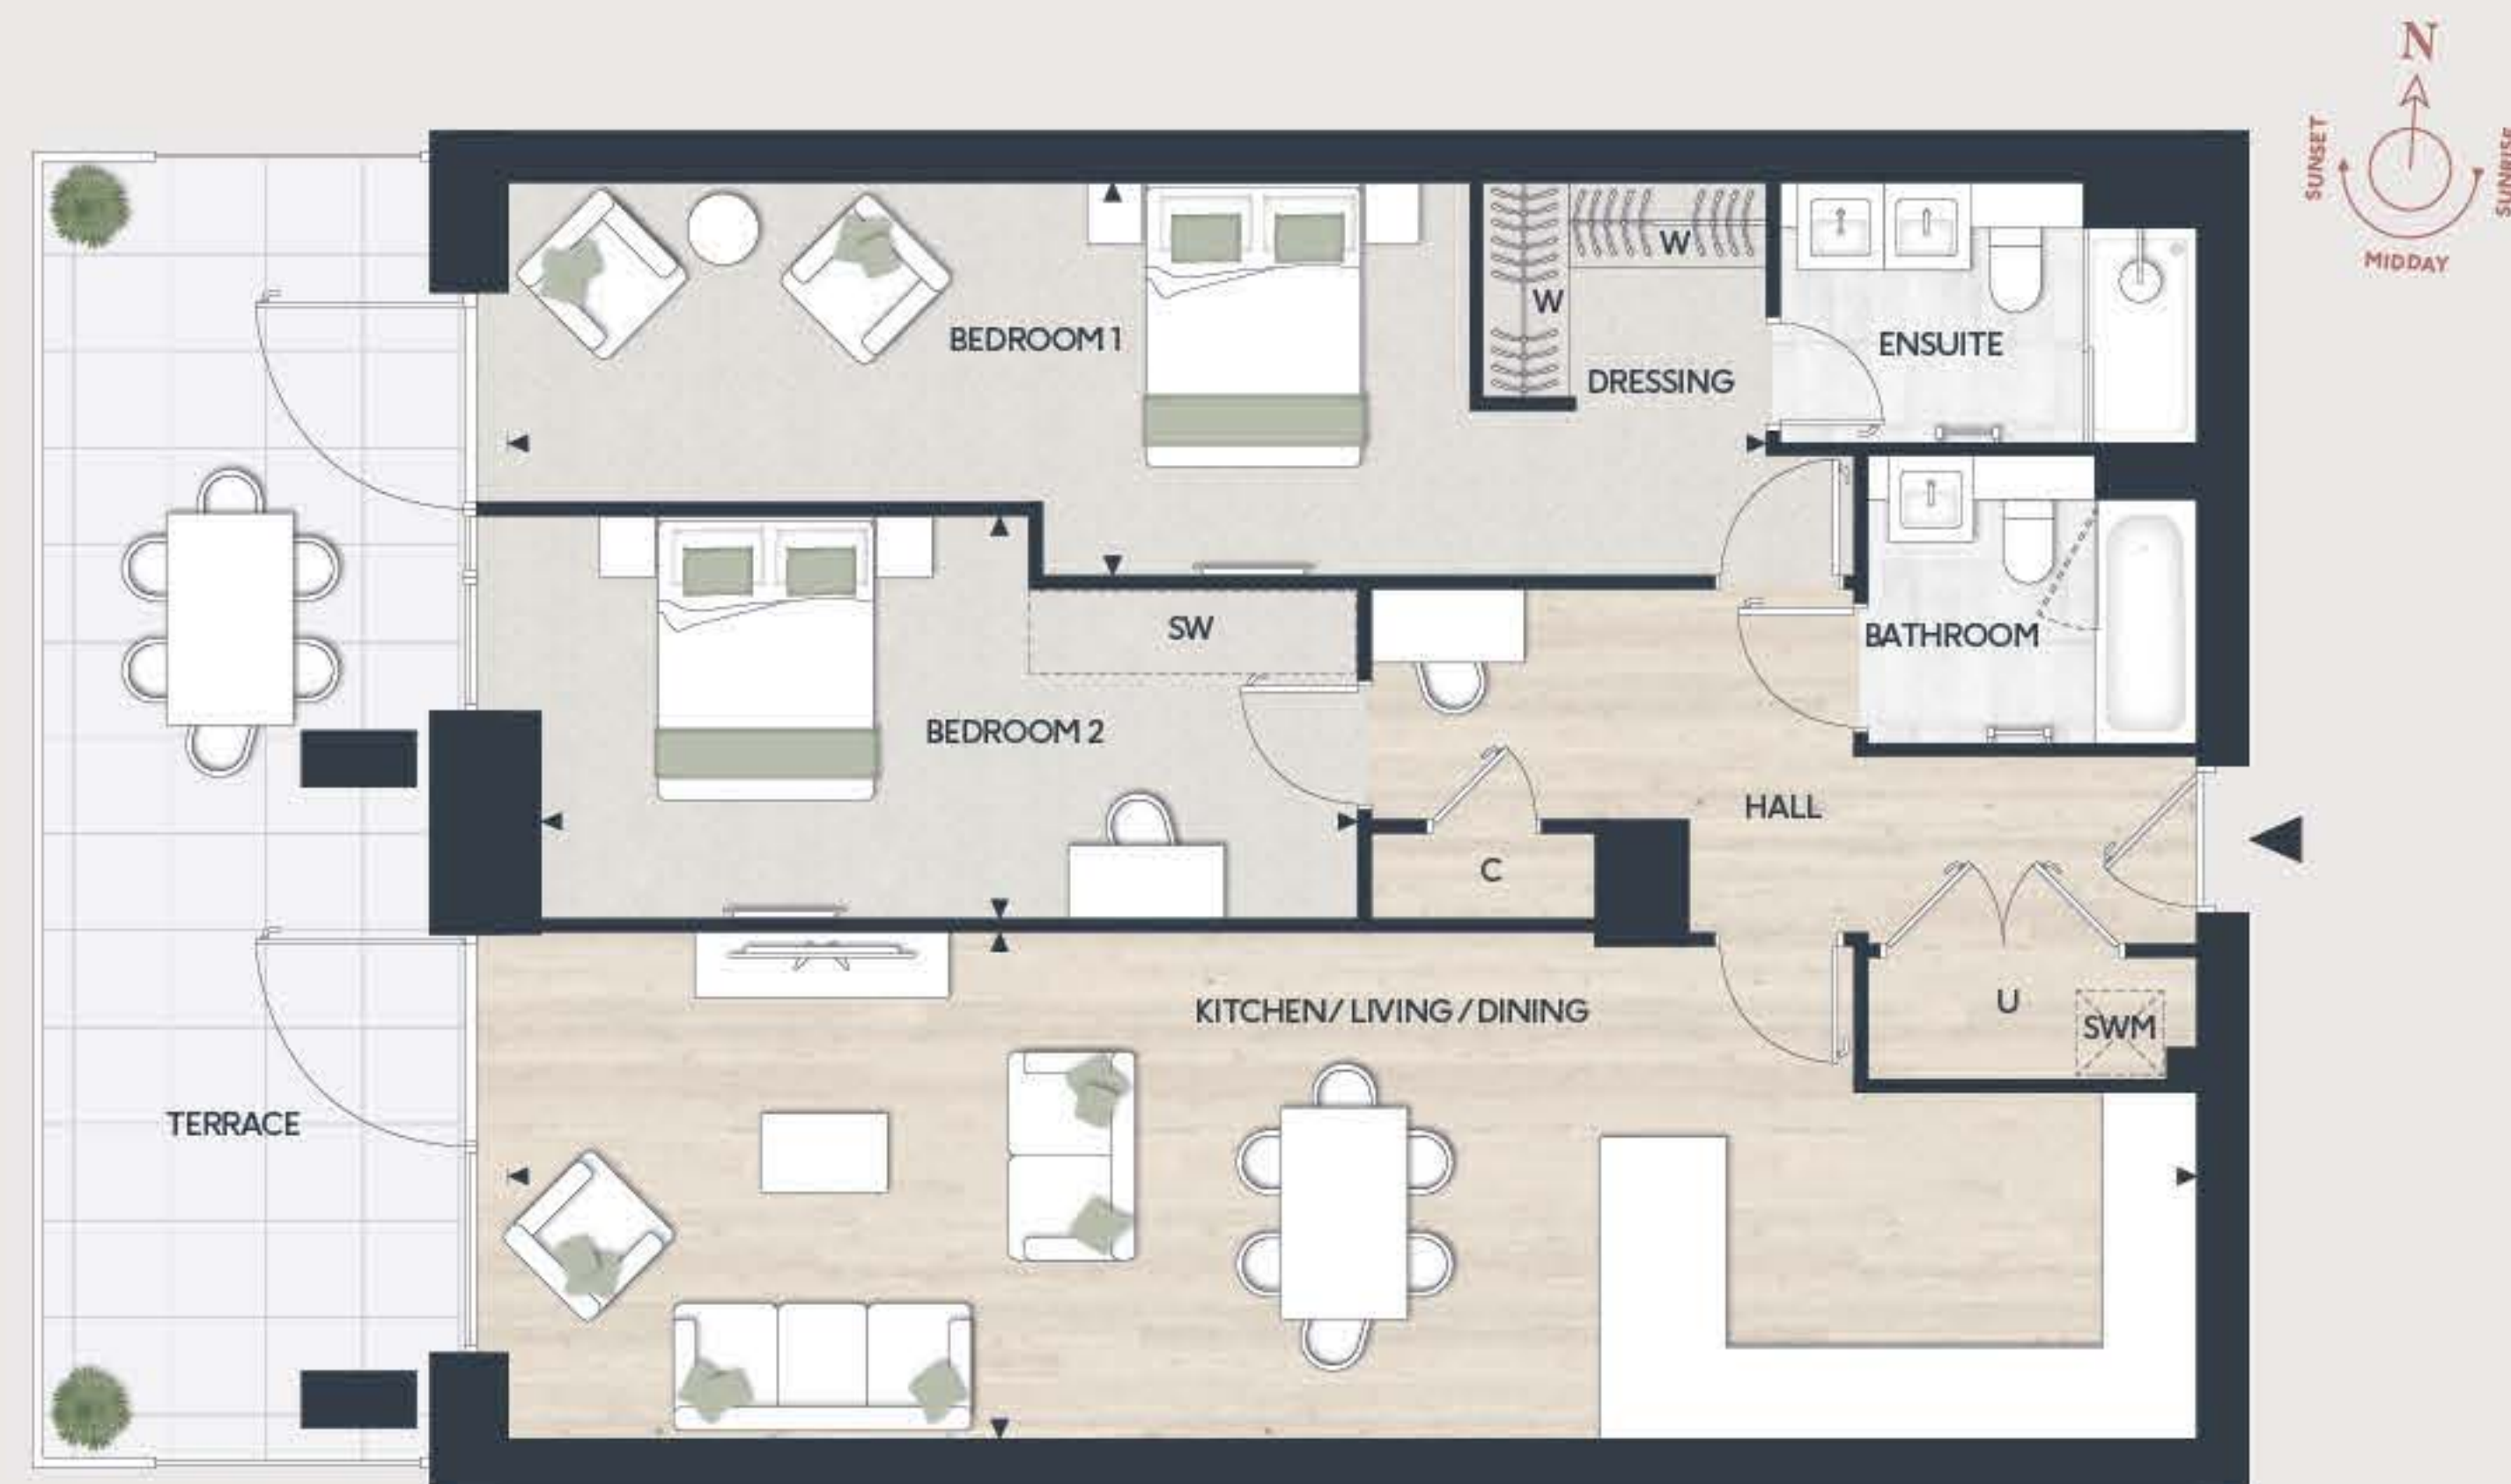 N
SUNSET
SUNRISE
MIDDAY
W
W
BEDROOM 1
ENSUITE
DRESSING
SW
BATHROOM
BEDROOM 2
HALL
C
U
KITCHEN/ LIVING / DINING
SWM
TERRACE